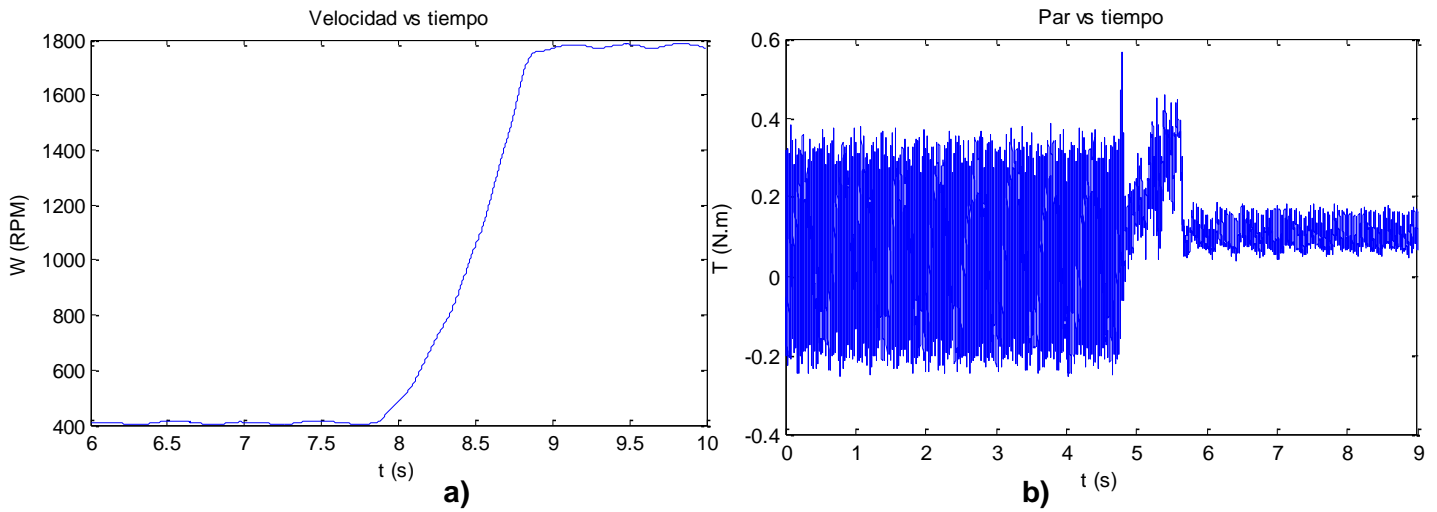 Velocidad vs tiempo
1800
1600
1400
1200
1000
800
600
400
W (RPM)
6 6.5 7 7.5 8 8.5 9 9.5 10
t (s)
a)
Par vs tiempo
0.6
0.4
0.2
0
-0.2
-0.4
T (N.m)
0 1 2 3 4 5 6 7 8 9
t (s)
b)